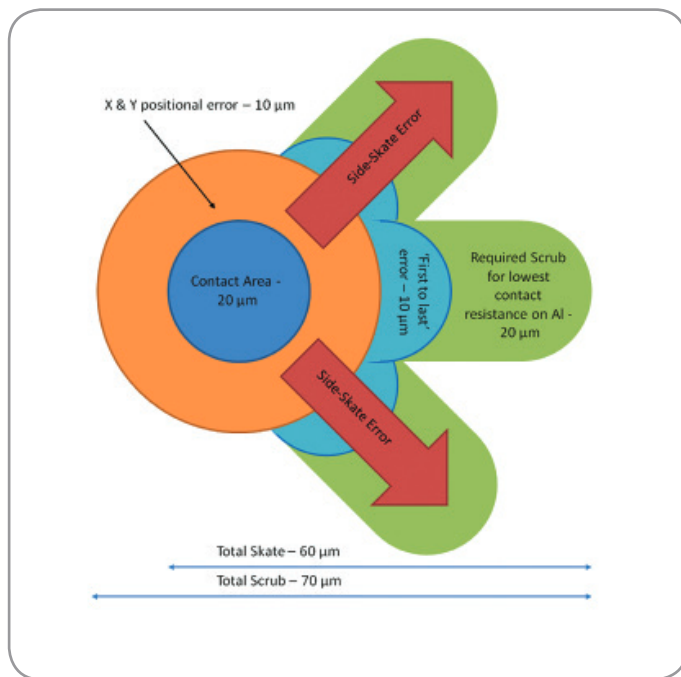 X & Y positional error – 10 µm
Side-Skate Error
Contact Area -
20 µm
'First to last'
error – 10 µm
Required Scrub
for lowest
contact
resistance on Al -
20 µm
Side-Skate Error
Total Skate – 60 µm
Total Scrub – 70 µm